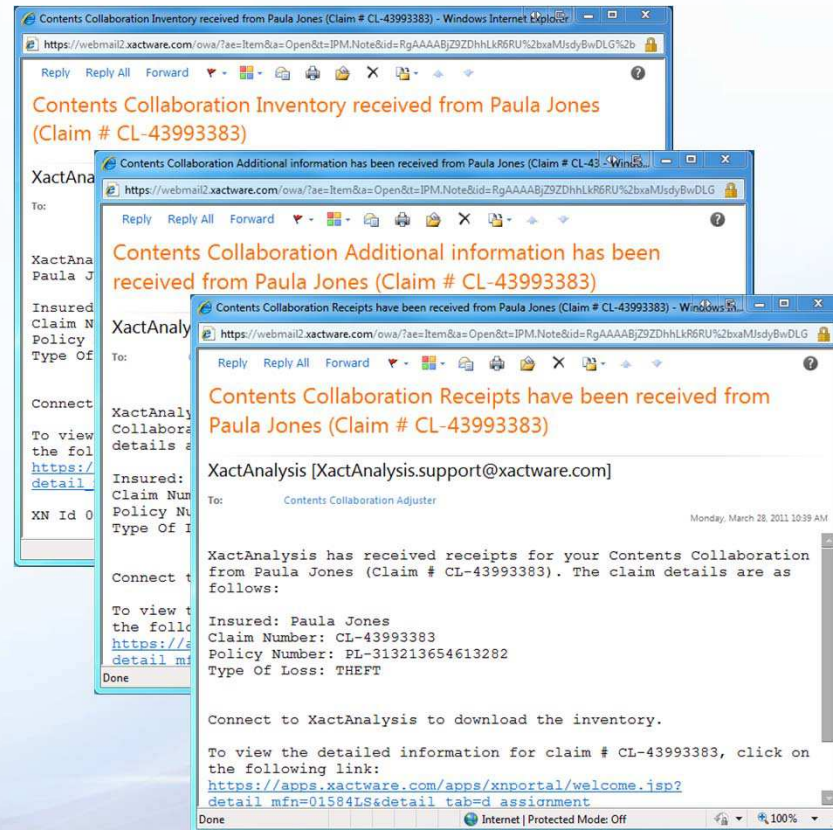 Contents Collaboration Inventory received from Paula Jones (Claim # CL-43993383) - Windows Internet Explorer
https://webmail2.xactware.com/owa/?ae=Item&a=Open&t=IPM.Note&id=RgAAAABjZ9ZDhhLkR6RU%2bxaMJsdyBwDLG%2b
Reply Reply All Forward
Contents Collaboration Inventory received from Paula Jones
(Claim # CL-43993383)
XactAna
To:
XactAna
Paula J
Insured
Claim N
Policy
Type Of
Connect
To view
the fol
https:/
detail
XN Id 0
Contents Collaboration Additional information has been received from Paula Jones (Claim # CL-43
https://webmail2.xactware.com/owa/?ae=Item&a=Open&t=IPM.Note&id=RgAAAABjZ9ZDhhLkR6RU%2bxaMJsdyBwDLG
Reply Reply All Forward
Contents Collaboration Additional information has been
received from Paula Jones (Claim # CL-43993383)
XactAnaly
To:
XactAnaly
Collabora
details a
Insured:
Claim Num
Policy Nu
Type Of I
Connect t
To view t
the follo
https://a
detail mf
Done
Contents Collaboration Receipts have been received from Paula Jones (Claim # CL-43993383) - Windows In...
https://webmail2.xactware.com/owa/?ae=Item&a=Open&t=IPM.Note&id=RgAAAABjZ9ZDhhLkR6RU%2bxaMJsdyBwDLG
Reply Reply All Forward
Contents Collaboration Receipts have been received from
Paula Jones (Claim # CL-43993383)
XactAnalysis [XactAnalysis.support@xactware.com]
To: Contents Collaboration Adjuster
Monday, March 28, 2011 10:39 AM
XactAnalysis has received receipts for your Contents Collaboration
from Paula Jones (Claim # CL-43993383). The claim details are as
follows:
Insured: Paula Jones
Claim Number: CL-43993383
Policy Number: PL-313213654613282
Type Of Loss: THEFT
Connect to XactAnalysis to download the inventory.
To view the detailed information for claim # CL-43993383, click on
the following link:
https://apps.xactware.com/apps/xnportal/welcome.jsp?
detail_mfn=01584LS&detail_tab=d_assignment
Done Internet | Protected Mode: Off 100%